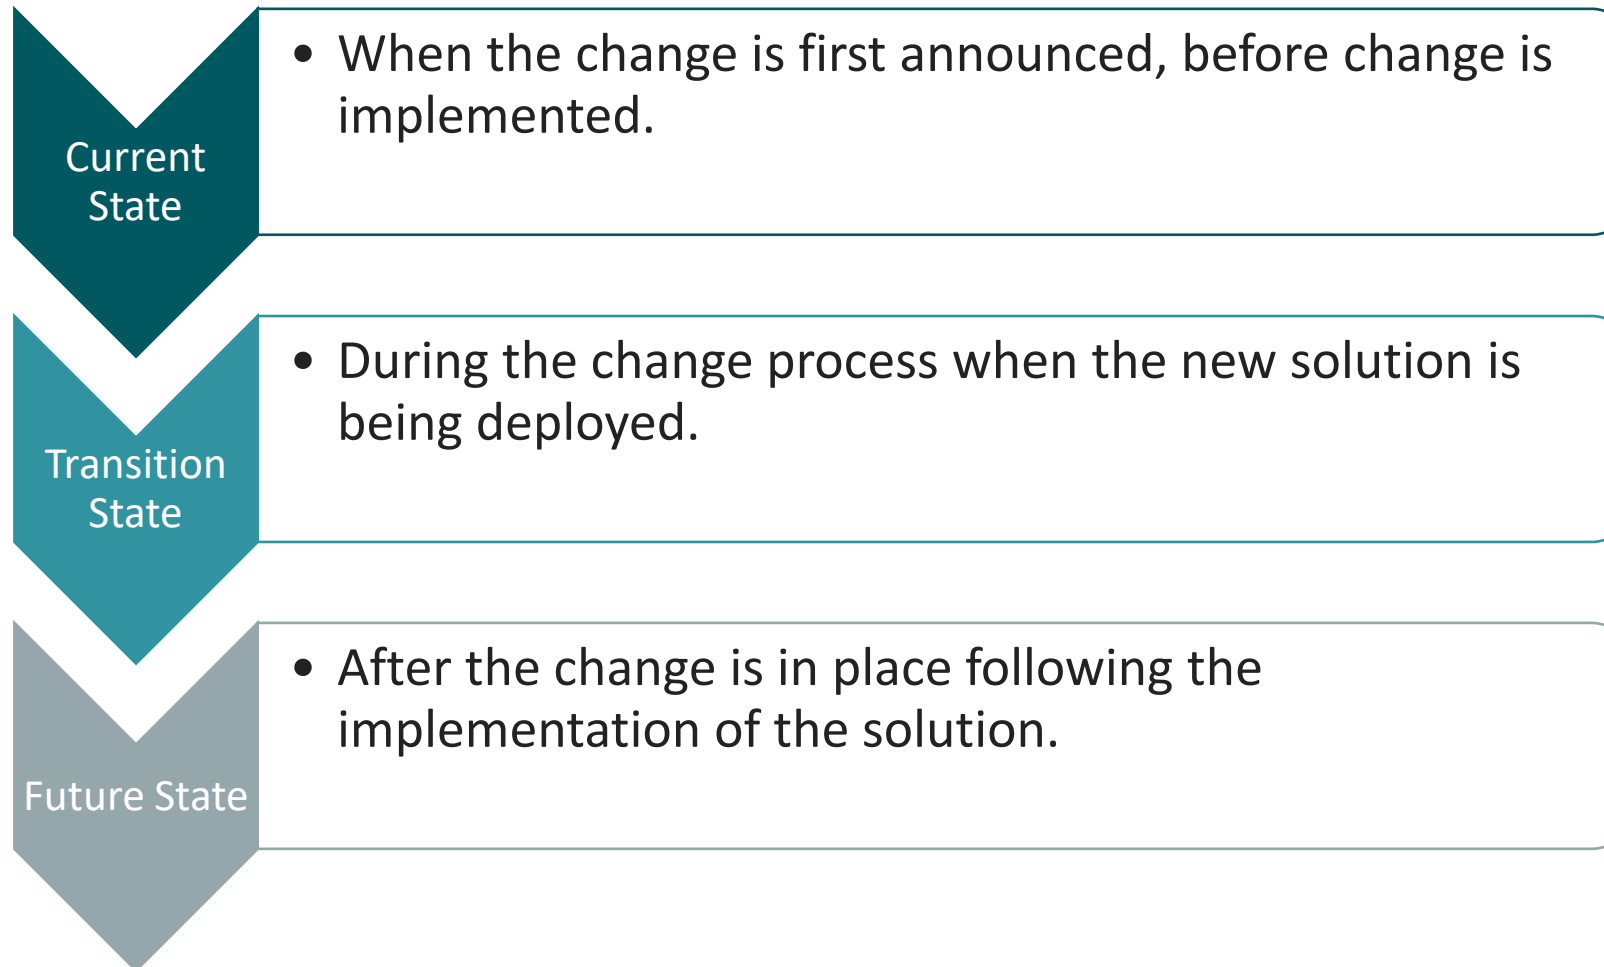 Current
State
• When the change is first announced, before change is
implemented.
Transition
State
• During the change process when the new solution is
being deployed.
Future State
• After the change is in place following the
implementation of the solution.